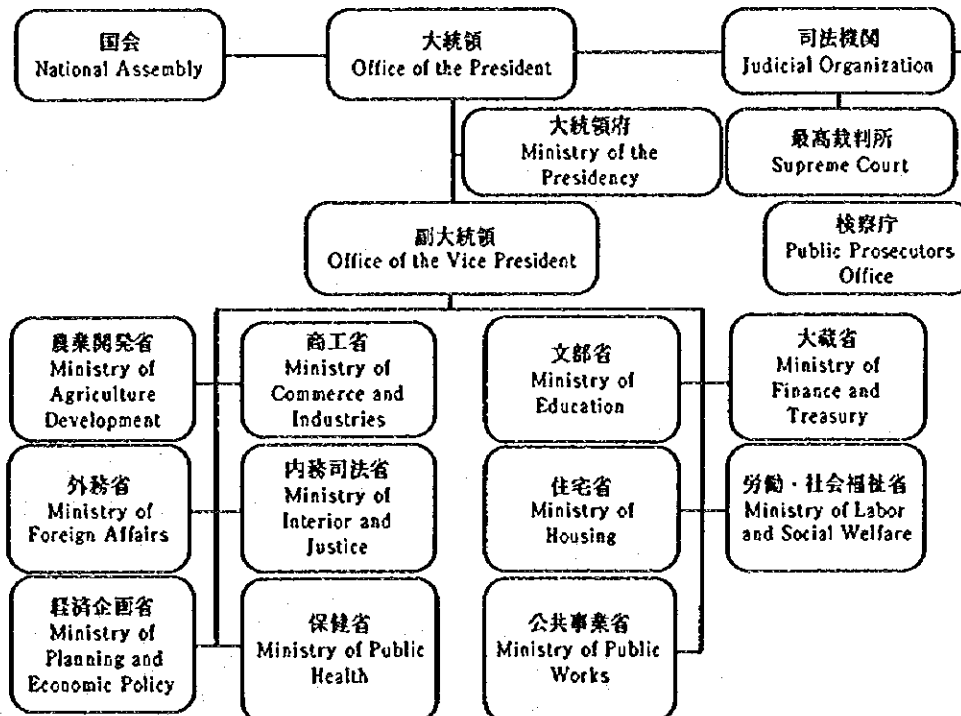 国会
National Assembly
大統領
Office of the President
司法機関
Judicial Organization
大統領府
Ministry of the
Presidency
最高裁判所
Supreme Court
副大統領
Office of the Vice President
検察庁
Public Prosecutors
Office
農業開発省
Ministry of
Agriculture
Development
商工省
Ministry of
Commerce and
Industries
文部省
Ministry of
Education
大蔵省
Ministry of
Finance and
Treasury
外務省
Ministry of
Foreign Affairs
内務司法省
Ministry of
Interior and
Justice
住宅省
Ministry of
Housing
労働・社会福祉省
Ministry of Labor
and Social Welfare
経済企画省
Ministry of
Planning and
Economic Policy
保健省
Ministry of Public
Health
公共事業省
Ministry of Public
Works